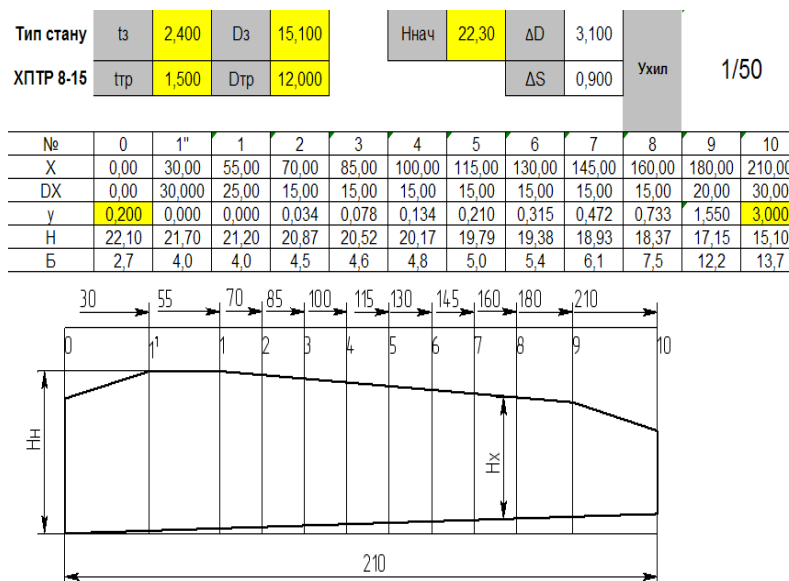 Тип стану tз 2,400 Dз 15,100 Ннач 22,30 ΔD 3,100 Ухил 1/50
ХПТР 8-15 tтр 1,500 Dтр 12,000 ΔS 0,900
№ 0 1" 1 2 3 4 5 6 7 8 9 10
X 0,00 30,00 55,00 70,00 85,00 100,00 115,00 130,00 145,00 160,00 180,00 210,00
DX 0,00 30,000 25,00 15,00 15,00 15,00 15,00 15,00 15,00 15,00 20,00 30,00
y 0,200 0,000 0,000 0,034 0,078 0,134 0,210 0,315 0,472 0,733 1,550 3,000
Н 22,10 21,70 21,20 20,87 20,52 20,17 19,79 19,38 18,93 18,37 17,15 15,10
Б 2,7 4,0 4,0 4,5 4,6 4,8 5,0 5,4 6,1 7,5 12,2 13,7
30 55 70 85 100 115 130 145 160 180 210
0 1¹ 1 2 3 4 5 6 7 8 9 10
Нн
Нх
210